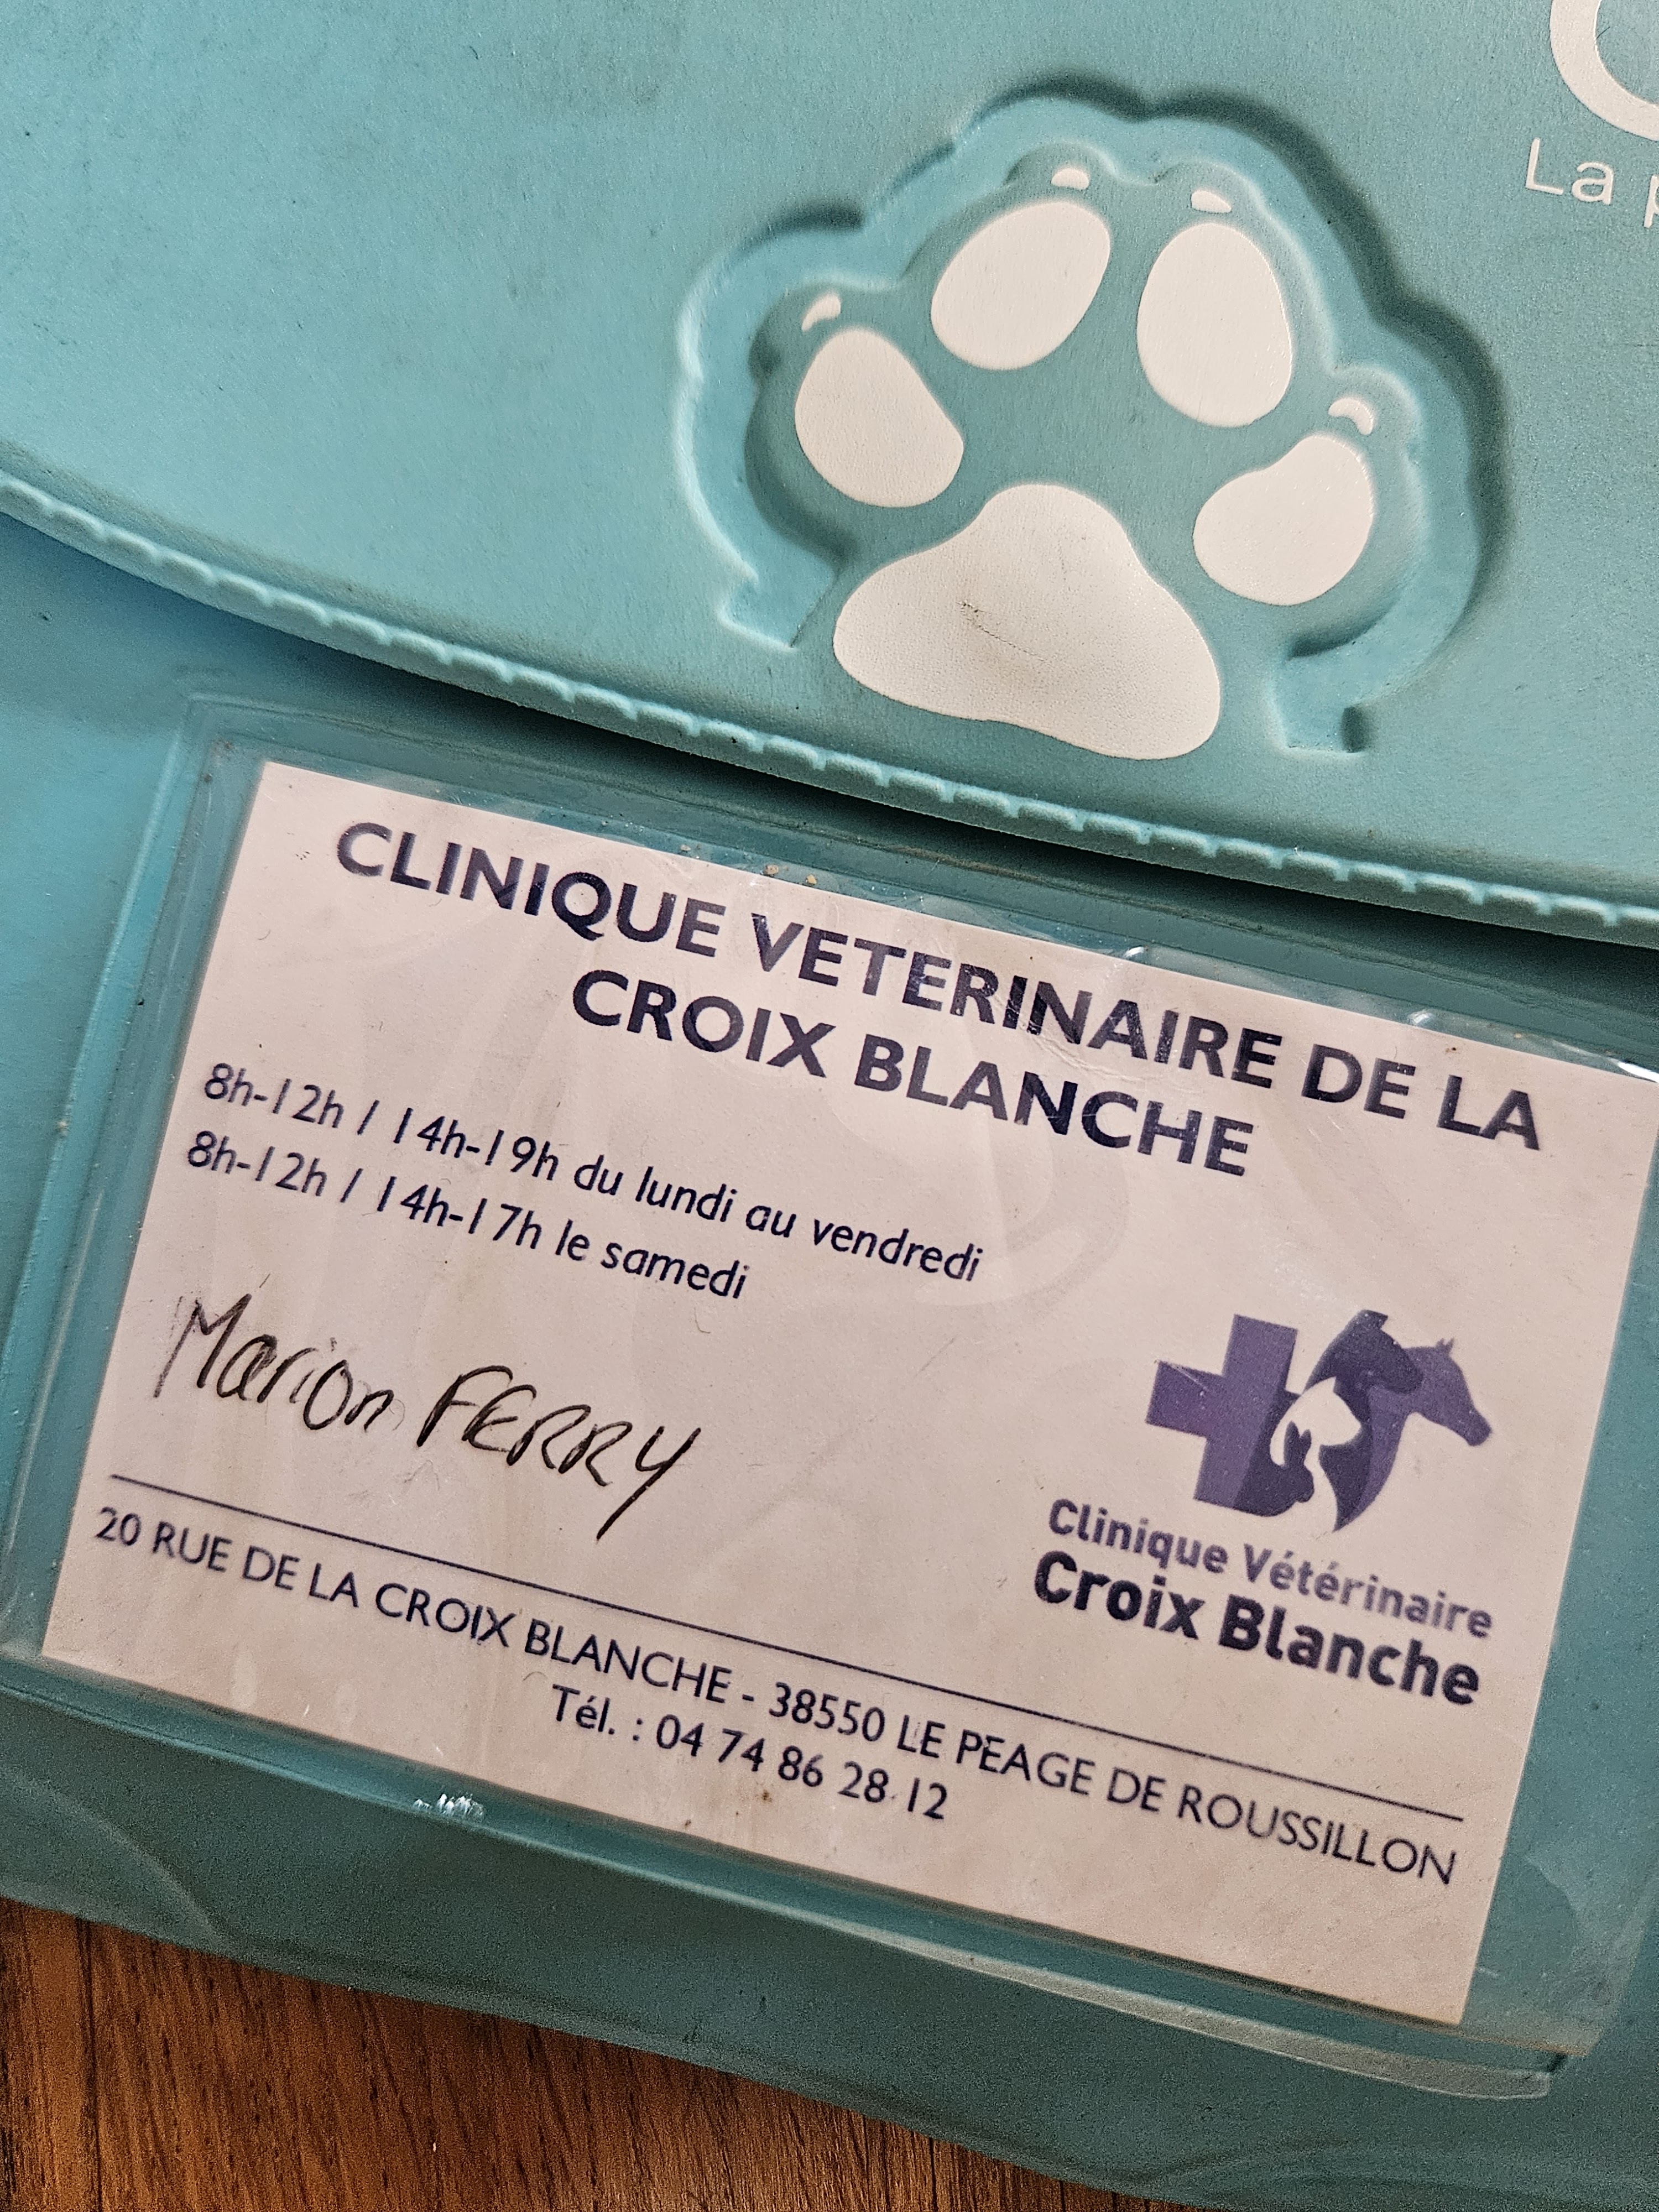 La
CLINIQUE VETERINAIRE DE LA
CROIX BLANCHE
8h-12h / 14h-19h du lundi au vendredi
8h-12h / 14h-17h le samedi
Marion FERRY
Clinique Vétérinaire
Croix Blanche
20 RUE DE LA CROIX BLANCHE - 38550 LE PEAGE DE ROUSSILLON
Tél. : 04 74 86 28 12